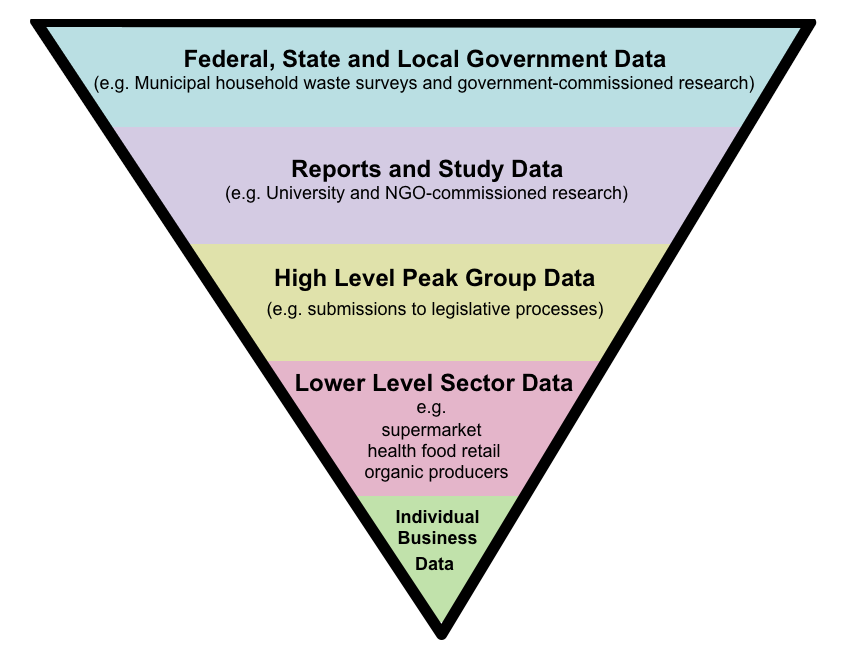 Federal, State and Local Government Data
(e.g. Municipal household waste surveys and government-commissioned research)
Reports and Study Data
(e.g. University and NGO-commissioned research)
High Level Peak Group Data
(e.g. submissions to legislative processes)
Lower Level Sector Data
e.g.
supermarket
health food retail
organic producers
Individual
Business
Data